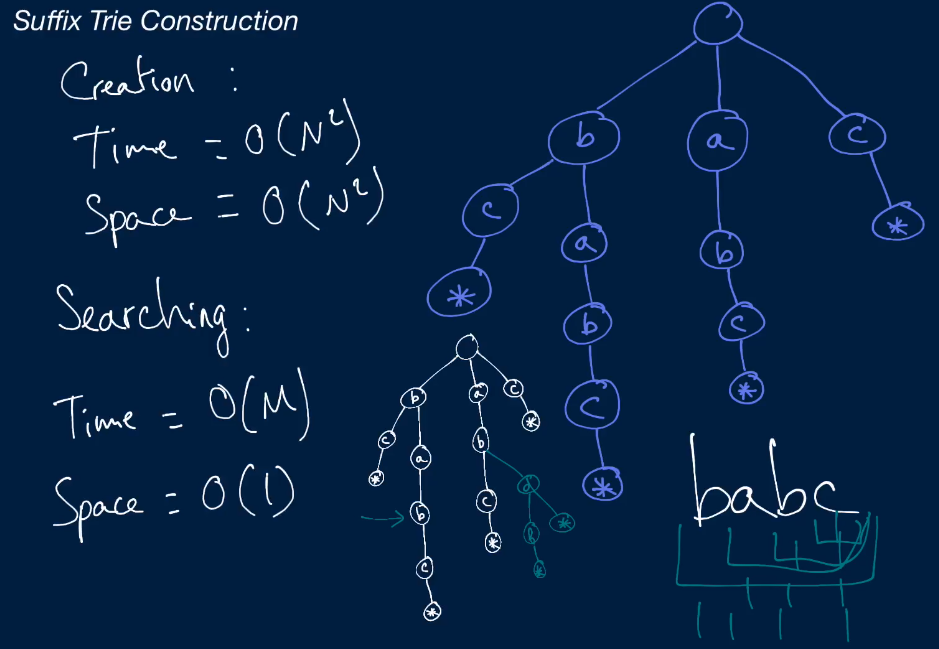 Suffix Trie Construction
Creation :
Time = O(N²)
Space = O(N²)
Searching :
Time = O(M)
Space = O(1)
b a c
c a b *
* b c
c *
*
b a c
c a b *
* b c d
c * *
*
babc